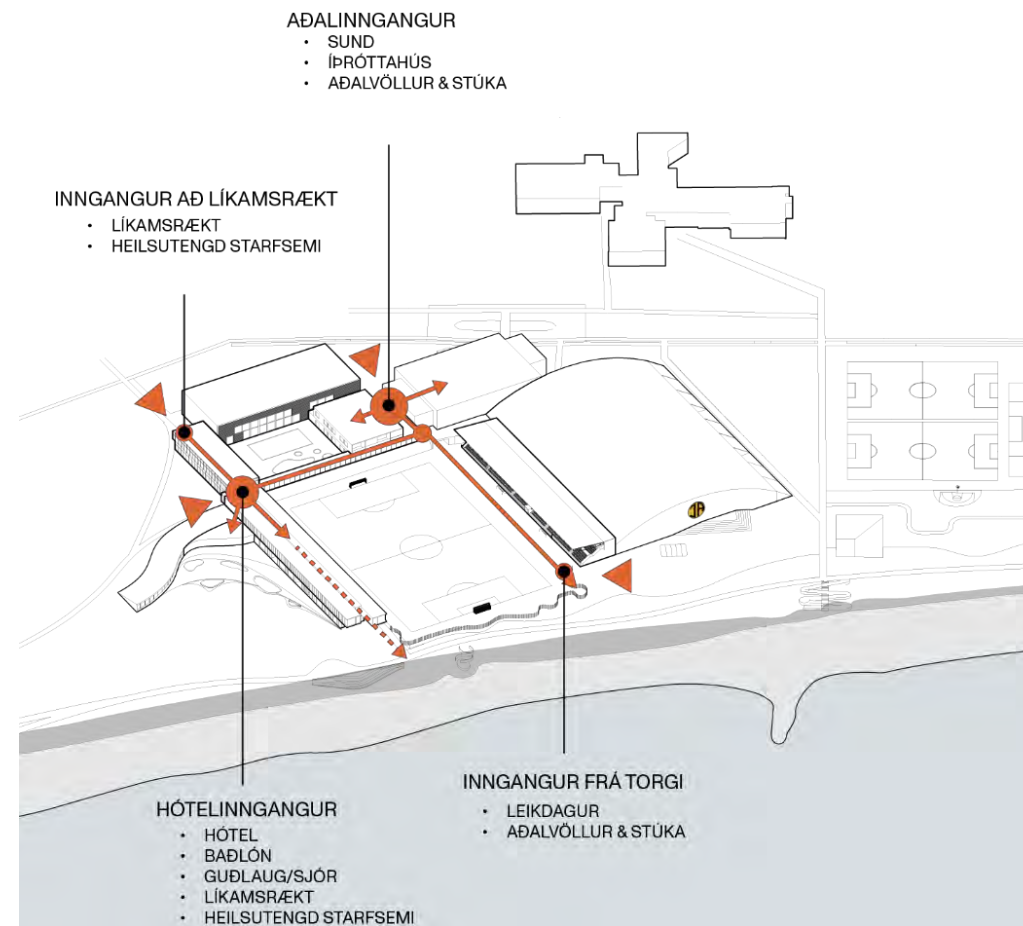 AÐALINNGANGUR
• SUND
• ÍÞRÓTTAHÚS
• AÐALVÖLLUR & STÚKA
INNGANGUR AÐ LÍKAMSRÆKT
• LÍKAMSRÆKT
• HEILSUTENGD STARFSEMI
INNGANGUR FRÁ TORGI
• LEIKDAGUR
• AÐALVÖLLUR & STÚKA
HÓTELINNGANGUR
• HÓTEL
• BAÐLÓN
• GUÐLAUG/SJÓR
• LÍKAMSRÆKT
• HEILSUTENGD STARFSEMI